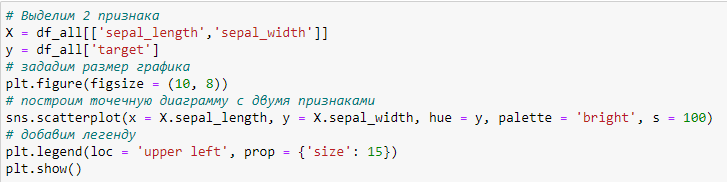 # Выделим 2 признака
X = df_all[['sepal_length','sepal_width']]
y = df_all['target']
# зададим размер графика
plt.figure(figsize = (10, 8))
# построим точечную диаграмму с двумя признаками
sns.scatterplot(x = X.sepal_length, y = X.sepal_width, hue = y, palette = 'bright', s = 100)
# добавим легенду
plt.legend(loc = 'upper left', prop = {'size': 15})
plt.show()